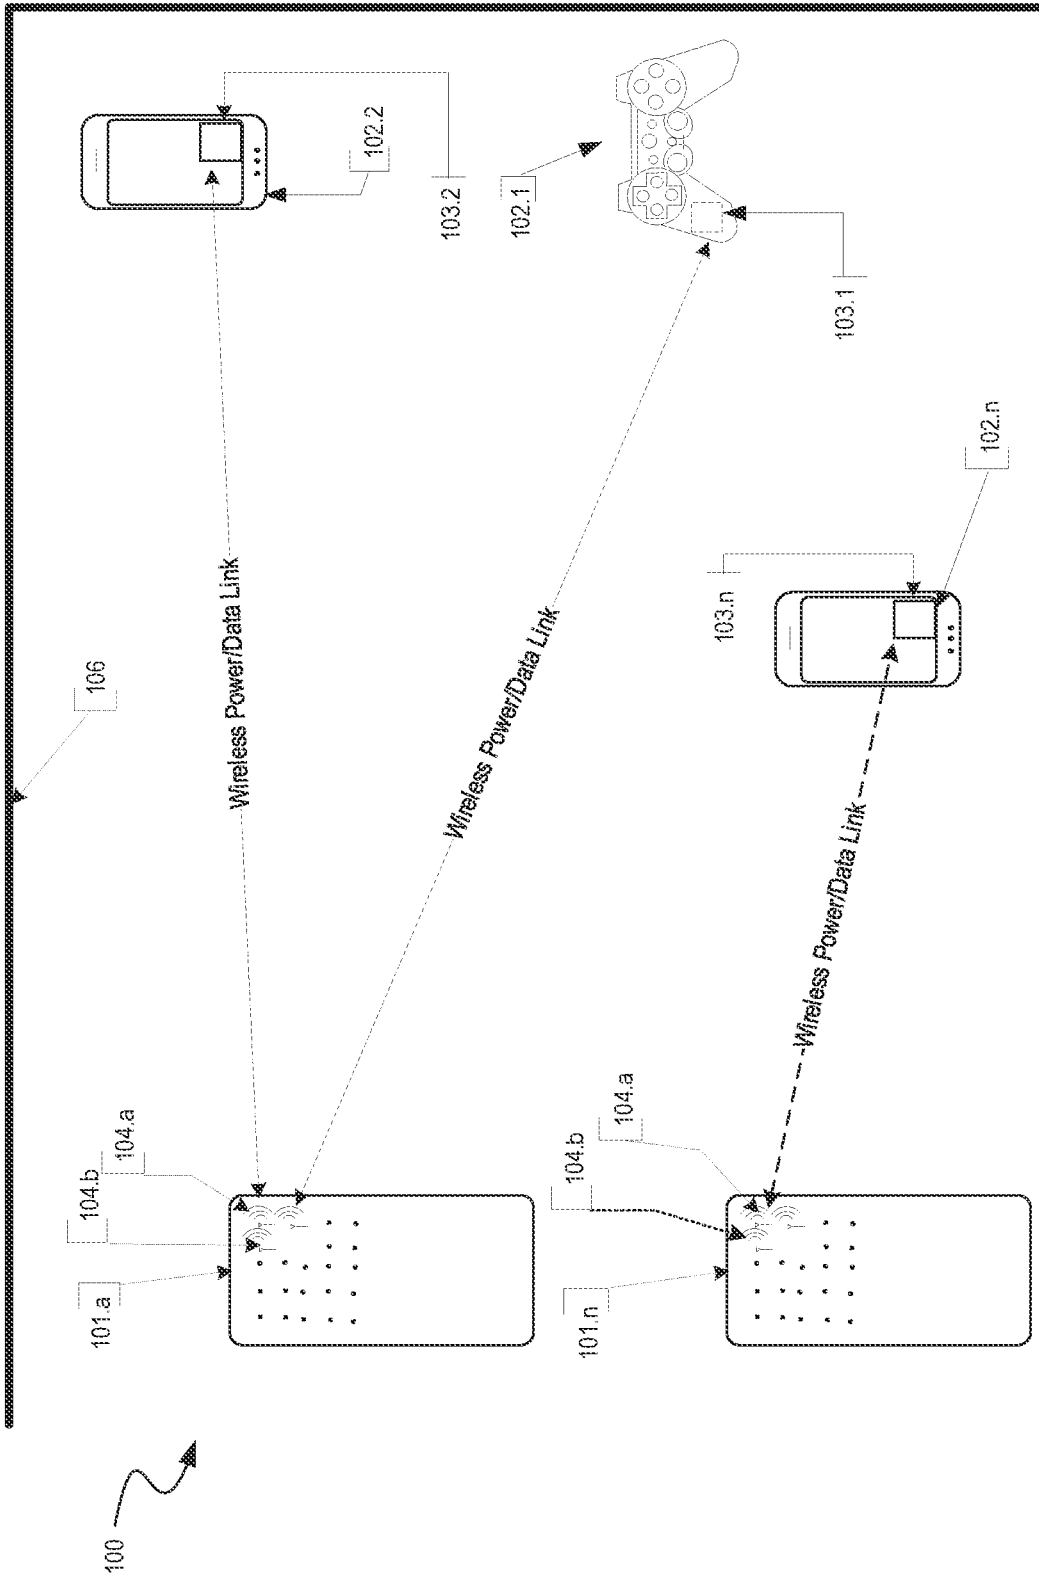 100
106
101.a
104.b
104.a
Wireless Power/Data Link
102.2
103.2
102.1
Wireless Power/Data Link
103.1
101.n
104.b
104.a
Wireless Power/Data Link
103.n
102.n